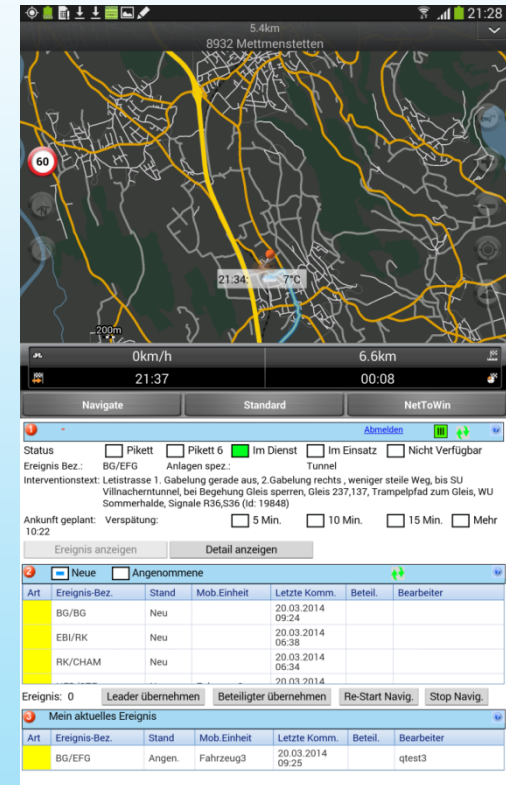 21:28
5.4km
8932 Mettmenstetten
60
21:34: -7°C
200m
0km/h 6.6km
21:37 00:08
Navigate Standard NetToWin
1 - Abmelden
Status Pikett Pikett 6 Im Dienst Im Einsatz Nicht Verfügbar
Ereignis Bez.: BG/EFG Anlagen spez.: Tunnel
Interventionstext: Letistrasse 1. Gabelung gerade aus, 2.Gabelung rechts , weniger steile Weg, bis SU
Villnacherntunnel, bei Begehung Gleis sperren, Gleis 237,137, Trampelpfad zum Gleis, WU
Sommerhalde, Signale R36,S36 (Id: 19848)
Ankunft geplant: Verspätung: 5 Min. 10 Min. 15 Min. Mehr
10:22
Ereignis anzeigen Detail anzeigen
2 Neue Angenommene
Art Ereignis-Bez. Stand Mob.Einheit Letzte Komm. Beteil. Bearbeiter
BG/BG Neu 20.03.2014
09:24
EBI/RK Neu 20.03.2014
06:38
RK/CHAM Neu 20.03.2014
06:34
20.03.2014
Ereignis: 0 Leader übernehmen Beteiligter übernehmen Re-Start Navig. Stop Navig.
3 Mein aktuelles Ereignis
Art Ereignis-Bez. Stand Mob.Einheit Letzte Komm. Beteil. Bearbeiter
BG/EFG Angen. Fahrzeug3 20.03.2014 qtest3
09:25